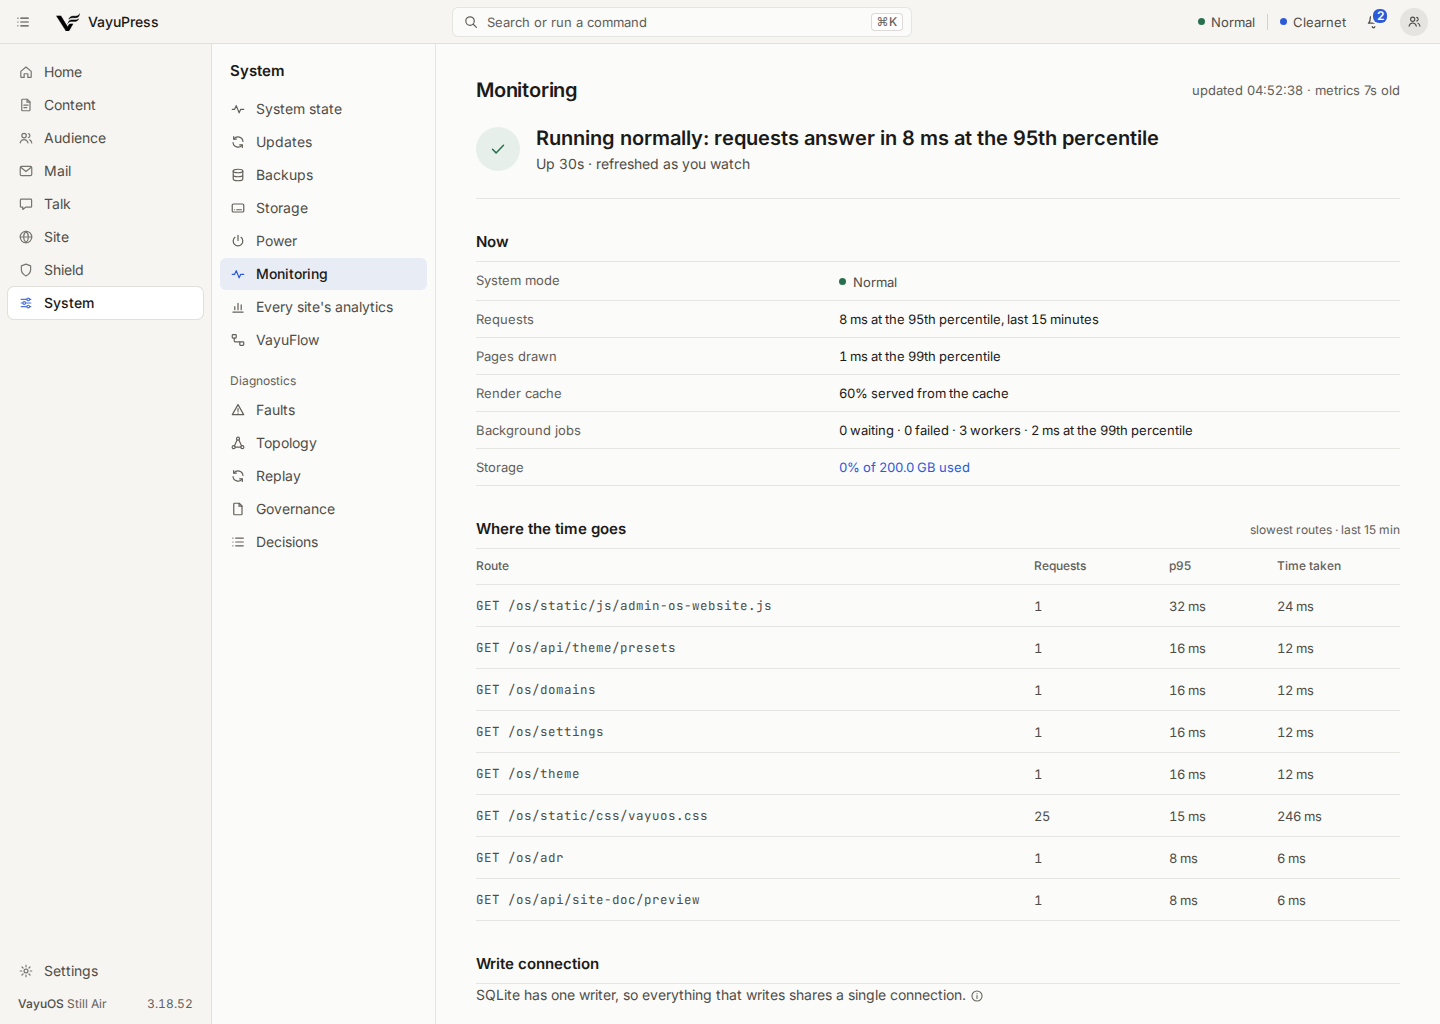 VayuPress
Search or run a command
⌘K
Normal
Clearnet
2
Home
Content
Audience
Mail
Talk
Site
Shield
System
Settings
VayuOS Still Air 3.18.52
System
System state
Updates
Backups
Storage
Power
Monitoring
Every site's analytics
VayuFlow
Diagnostics
Faults
Topology
Replay
Governance
Decisions
Monitoring
updated 04:52:38 · metrics 7s old
Running normally: requests answer in 8 ms at the 95th percentile
Up 30s · refreshed as you watch
Now
System mode Normal
Requests 8 ms at the 95th percentile, last 15 minutes
Pages drawn 1 ms at the 99th percentile
Render cache 60% served from the cache
Background jobs 0 waiting · 0 failed · 3 workers · 2 ms at the 99th percentile
Storage 0% of 200.0 GB used
Where the time goes slowest routes · last 15 min
Route Requests p95 Time taken
GET /os/static/js/admin-os-website.js 1 32 ms 24 ms
GET /os/api/theme/presets 1 16 ms 12 ms
GET /os/domains 1 16 ms 12 ms
GET /os/settings 1 16 ms 12 ms
GET /os/theme 1 16 ms 12 ms
GET /os/static/css/vayuos.css 25 15 ms 246 ms
GET /os/adr 1 8 ms 6 ms
GET /os/api/site-doc/preview 1 8 ms 6 ms
Write connection
SQLite has one writer, so everything that writes shares a single connection.